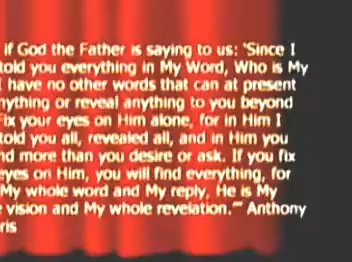 if God the Father is saying to us: 'Since I
told you everything in My Word, Who is My
I have no other words that can at present
nything or reveal anything to you beyond
Fix your eyes on Him alone, for in Him I
told you all, revealed all, and in Him you
nd more than you desire or ask. If you fix
eyes on Him, you will find everything, for
My whole word and My reply, He is My
e vision and My whole revelation.'" Anthony
ris